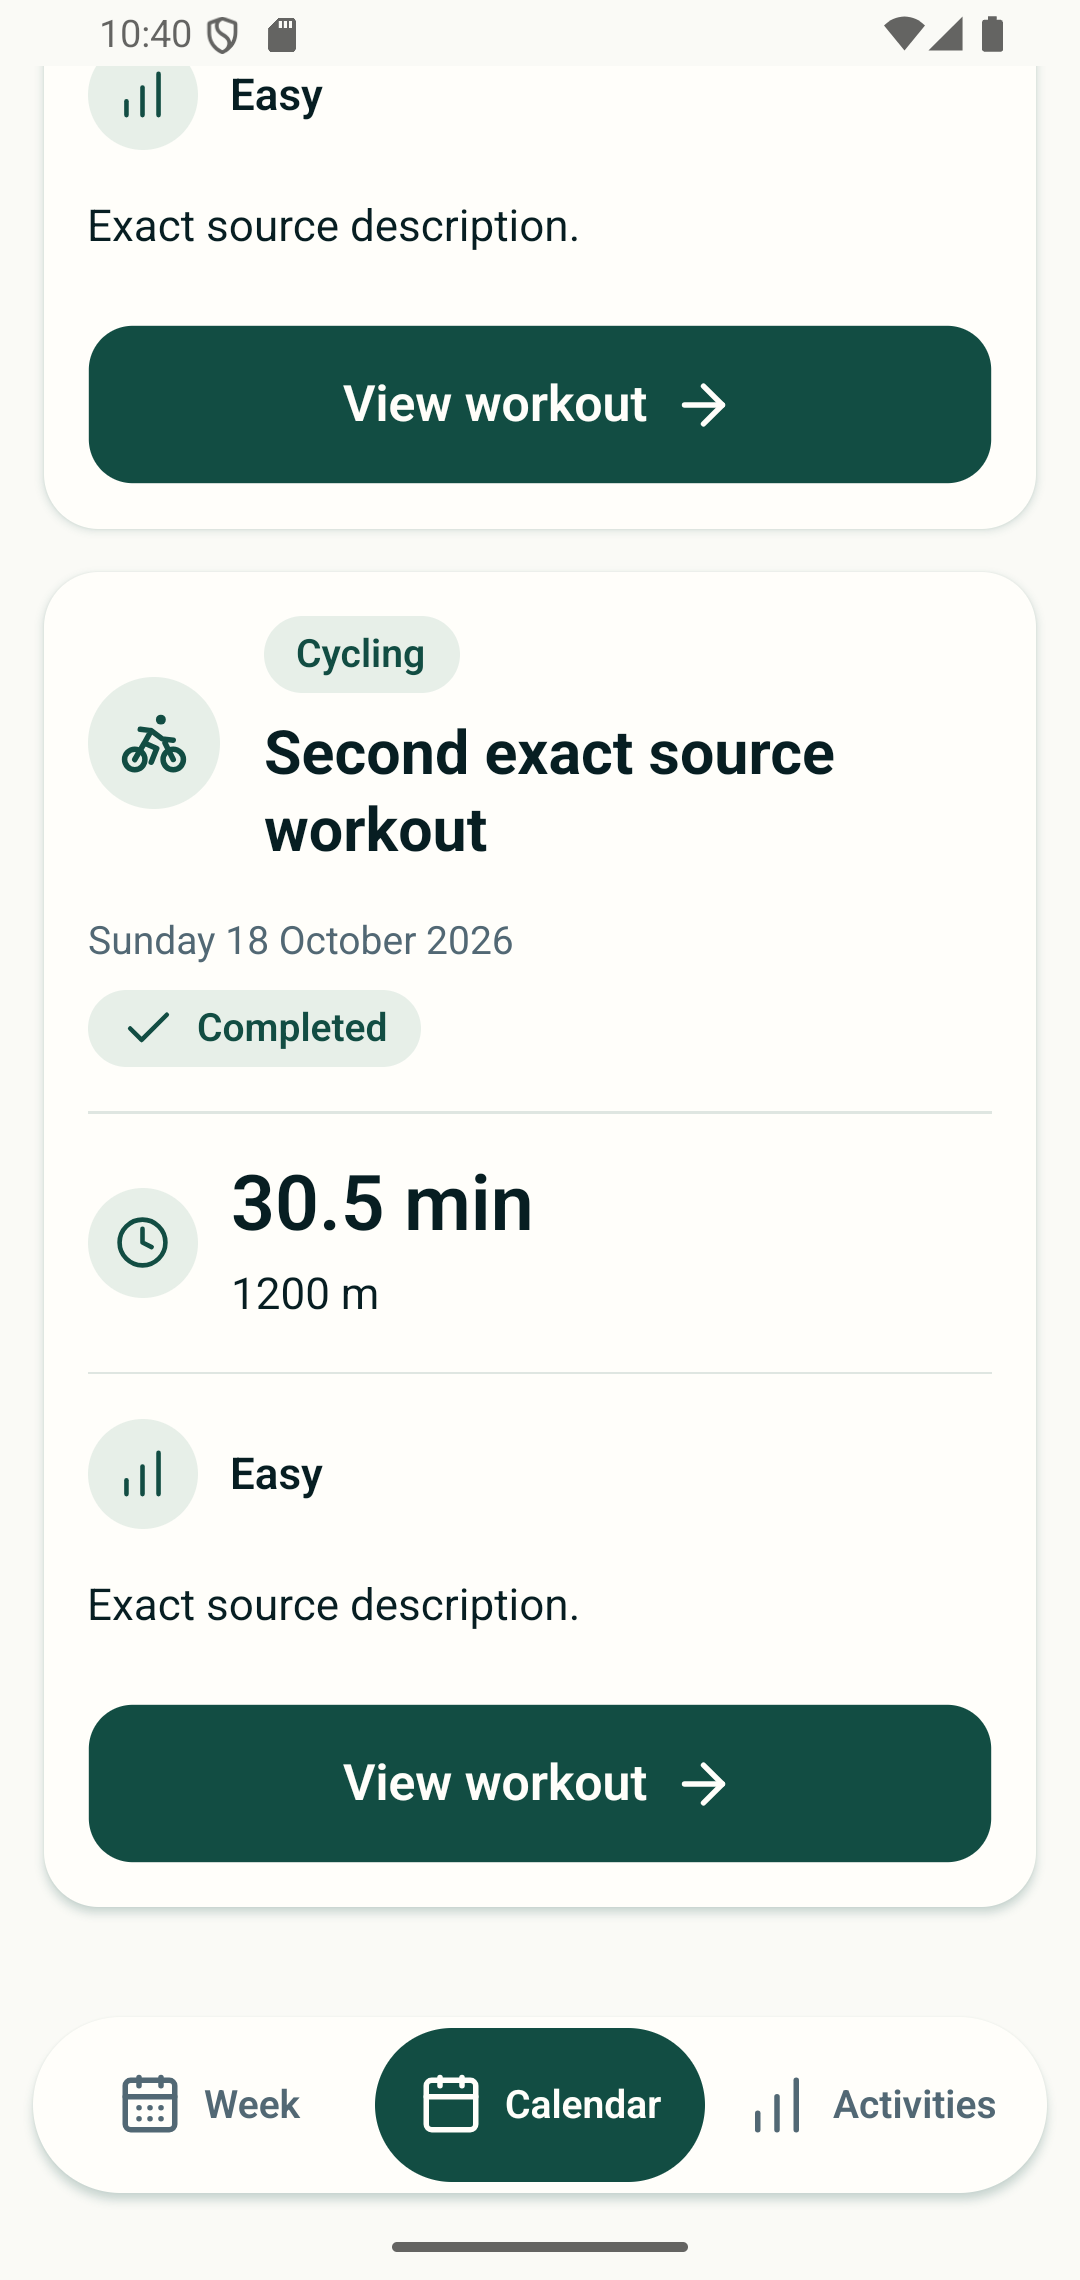 10:40
Easy
Exact source description.
View workout
Cycling
Second exact source
workout
Sunday 18 October 2026
Completed
30.5 min
1200 m
Easy
Exact source description.
View workout
Week
Calendar
Activities